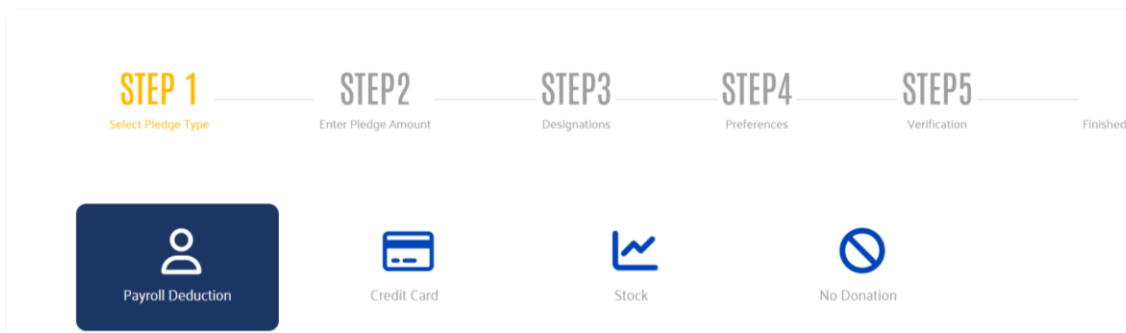 STEP 1 STEP2 STEP3 STEP4 STEP5
Select Pledge Type Enter Pledge Amount Designations Preferences Verification Finished
Payroll Deduction Credit Card Stock No Donation